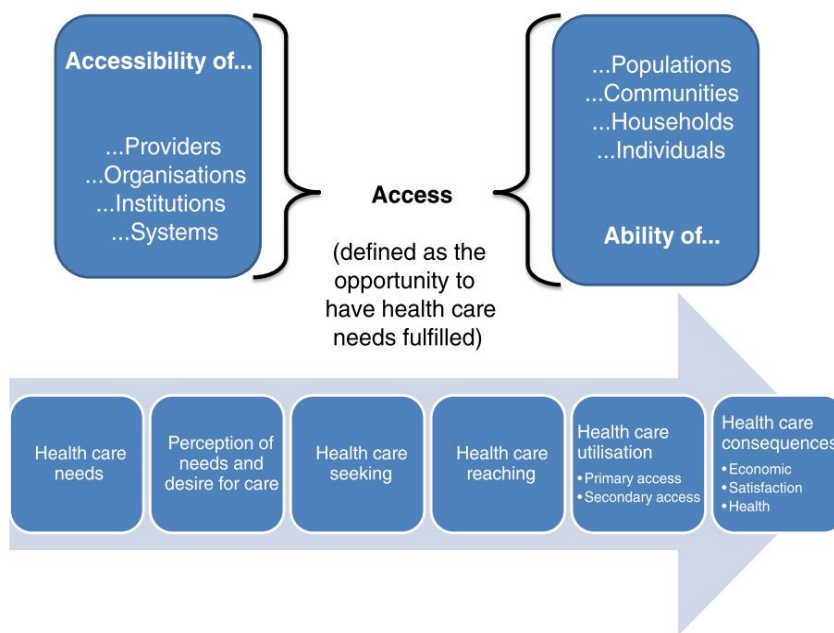 Accessibility of...
...Providers
...Organisations
...Institutions
...Systems
Access
(defined as the
opportunity to
have health care
needs fulfilled)
...Populations
...Communities
...Households
...Individuals
Ability of...
Health care
needs
Perception of
needs and
desire for care
Health care
seeking
Health care
reaching
Health care
utilisation
• Primary access
• Secondary access
Health care
consequences
• Economic
• Satisfaction
• Health